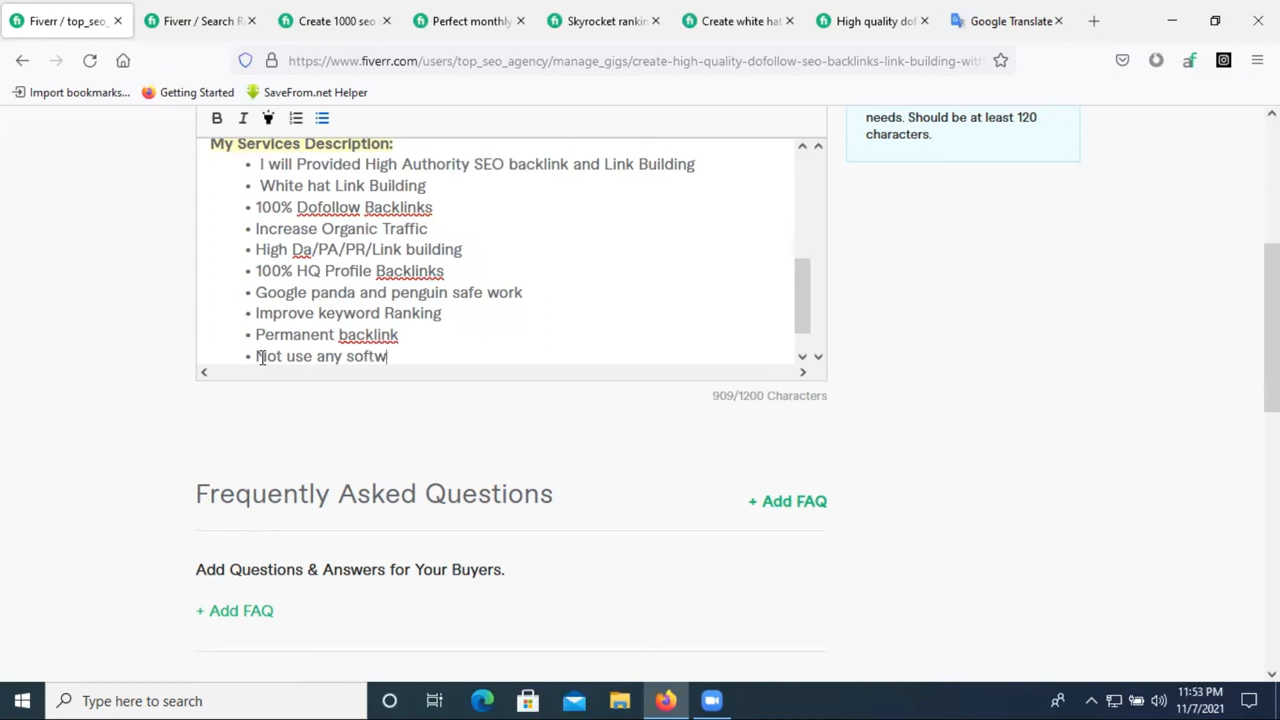 Fiverr / top_seo_
Fiverr / Search R
Create 1000 seo
Perfect monthly
Skyrocket rankin
Create white hat
High quality dof
Google Translate
https://www.fiverr.com/users/top_seo_agency/manage_gigs/create-high-quality-dofollow-seo-backlinks-link-building-with
Import bookmarks...
Getting Started
SaveFrom.net Helper
B I
needs. Should be at least 120
characters.
My Services Description:
• I will Provided High Authority SEO backlink and Link Building
• White hat Link Building
• 100% Dofollow Backlinks
• Increase Organic Traffic
• High Da/PA/PR/Link building
• 100% HQ Profile Backlinks
• Google panda and penguin safe work
• Improve keyword Ranking
• Permanent backlink
• Not use any softw
909/1200 Characters
Frequently Asked Questions
+ Add FAQ
Add Questions & Answers for Your Buyers.
+ Add FAQ
Type here to search
11:53 PM
11/7/2021